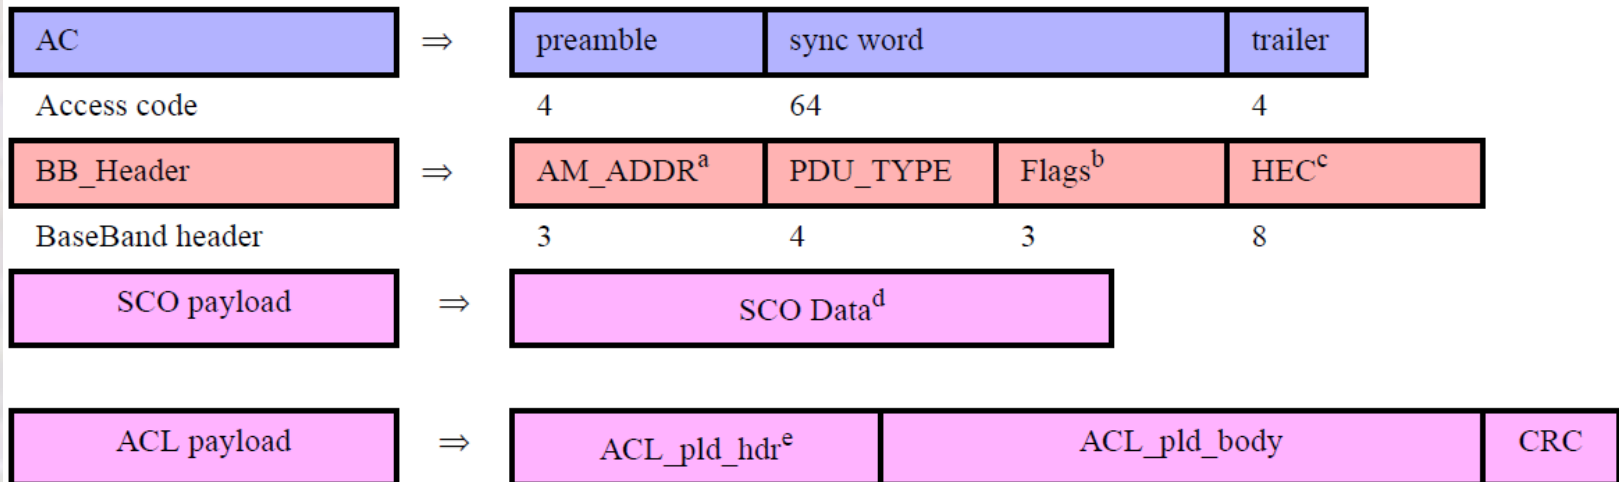 AC ⇒ preamble sync word trailer
Access code 4 64 4
BB_Header ⇒ AM_ADDRa PDU_TYPE Flagsb HECc
BaseBand header 3 4 3 8
SCO payload ⇒ SCO Datad
ACL payload ⇒ ACL_pld_hdre ACL_pld_body CRC